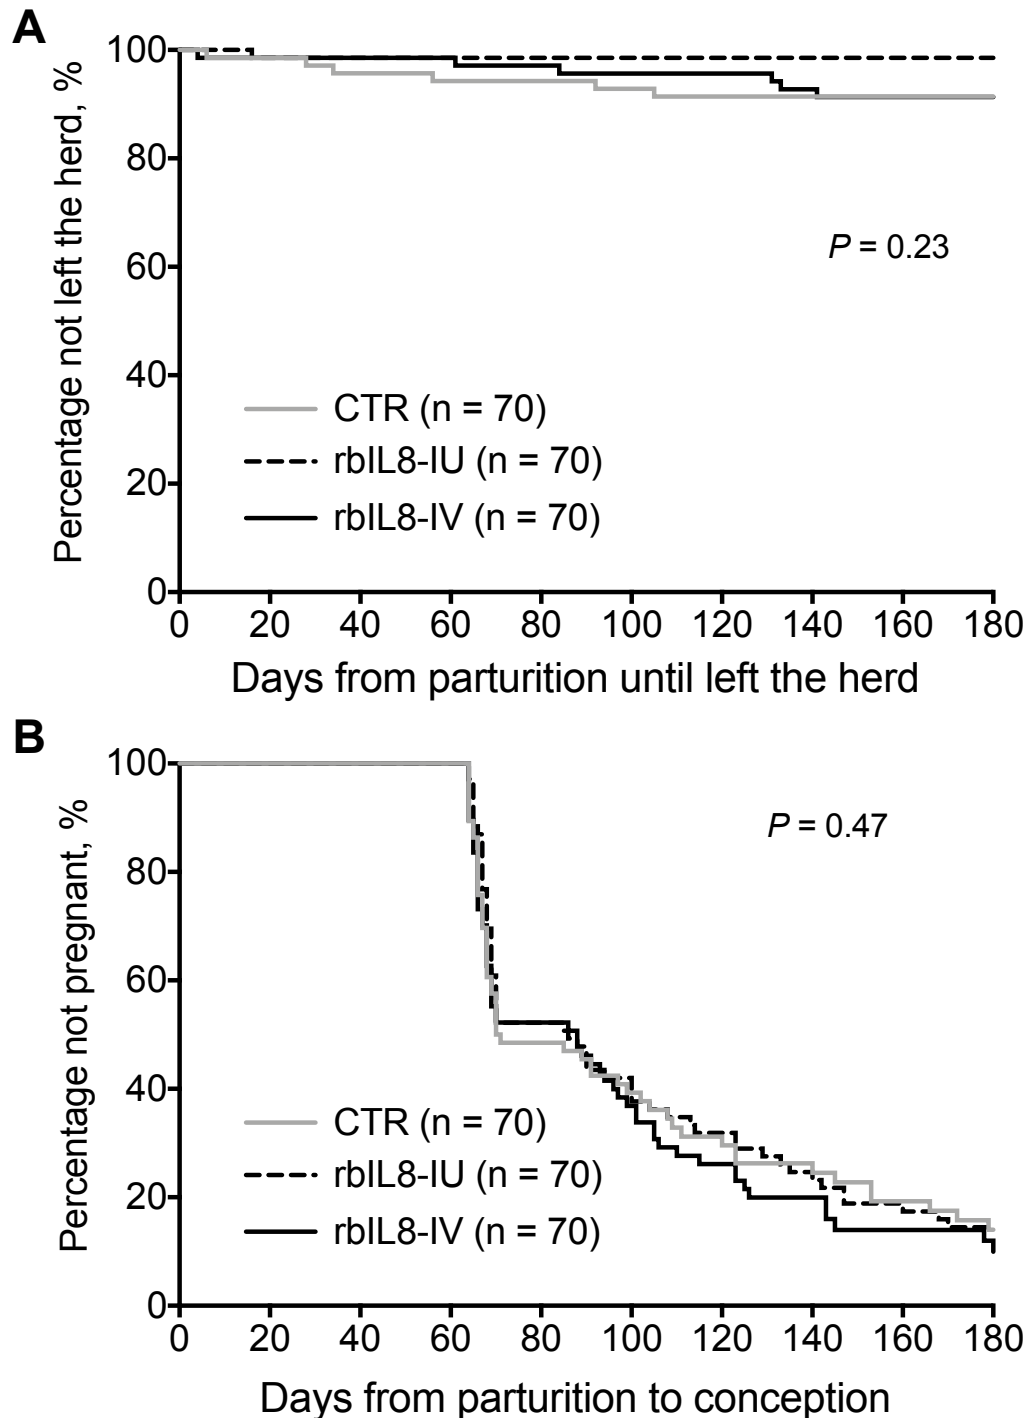 A
Percentage not left the herd, %
100
80
60
40
20
0
P = 0.23
CTR (n = 70)
rbIL8-IU (n = 70)
rbIL8-IV (n = 70)
0 20 40 60 80 100 120 140 160 180
Days from parturition until left the herd
B
Percentage not pregnant, %
100
80
60
40
20
0
P = 0.47
CTR (n = 70)
rbIL8-IU (n = 70)
rbIL8-IV (n = 70)
0 20 40 60 80 100 120 140 160 180
Days from parturition to conception